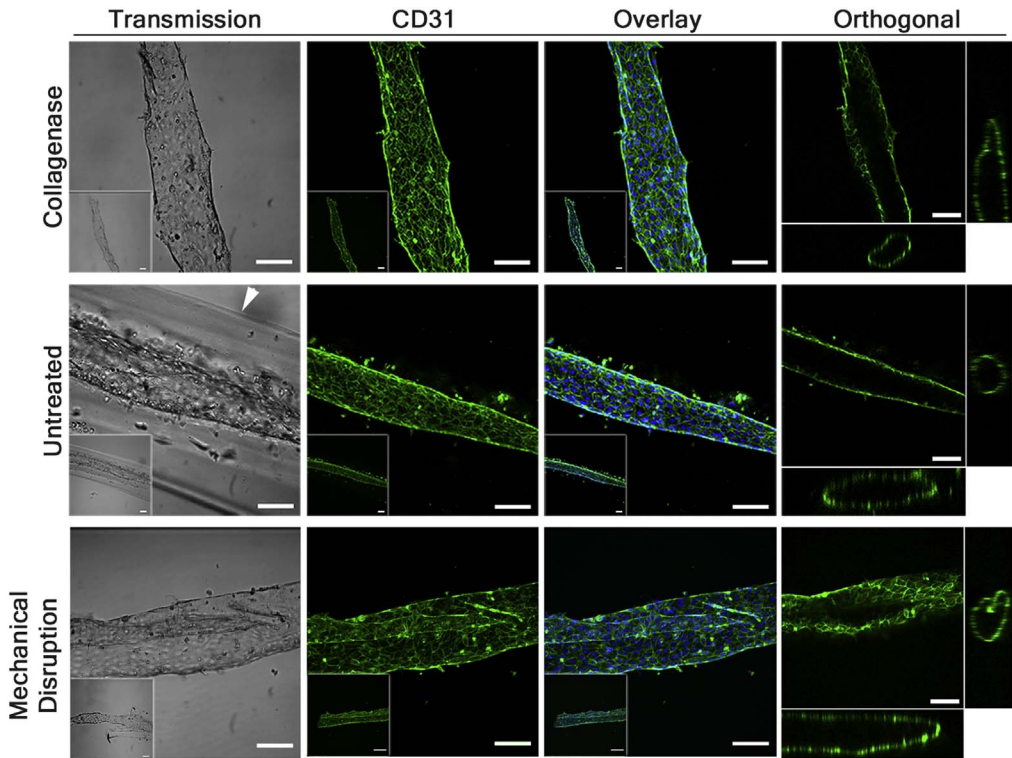 Transmission CD31 Overlay Orthogonal
Collagenase
Untreated
Mechanical
Disruption